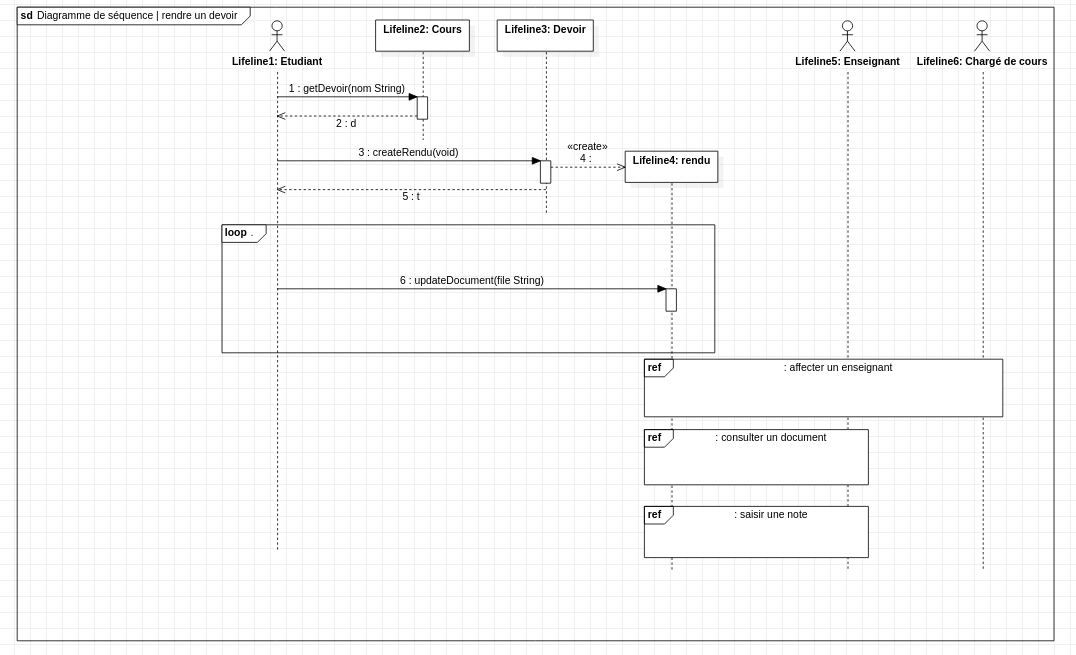 sd Diagramme de séquence | rendre un devoir
Lifeline1: Etudiant
Lifeline2: Cours
Lifeline3: Devoir
Lifeline5: Enseignant
Lifeline6: Chargé de cours
1 : getDevoir(nom String)
2 : d
3 : createRendu(void)
«create»
4 :
Lifeline4: rendu
5 : t
loop .
6 : updateDocument(file String)
ref : affecter un enseignant
ref : consulter un document
ref : saisir une note